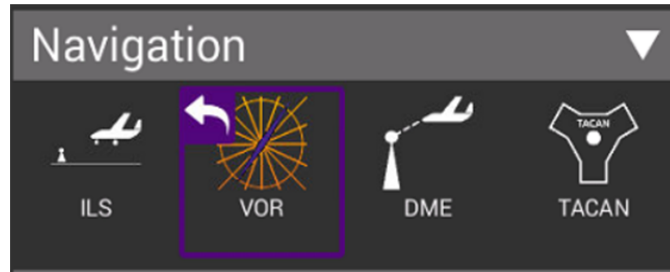 Navigation
TACAN
ILS
VOR
DME
TACAN